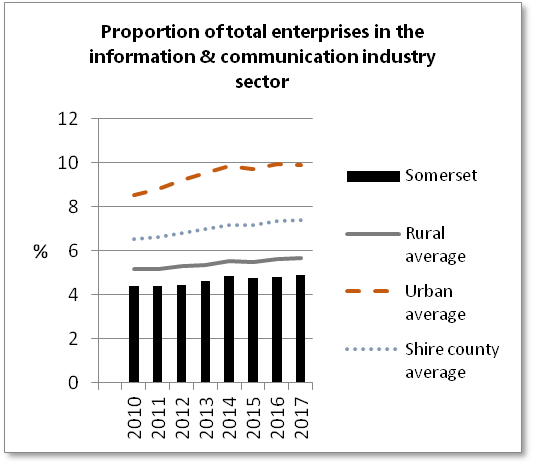 Proportion of total enterprises in the
information & communication industry
sector
12
10
8
6
4
2
0
%
2010
2011
2012
2013
2014
2015
2016
2017
Somerset
Rural
average
Urban
average
Shire county
average